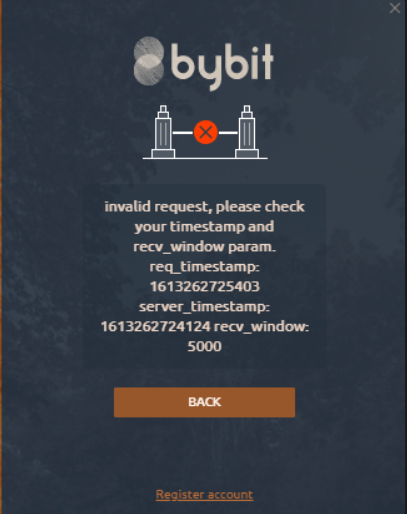 bybit
invalid request, please check
your timestamp and
recv_window param.
req_timestamp:
1613262725403
server_timestamp:
1613262724124 recv_window:
5000
BACK
Register account